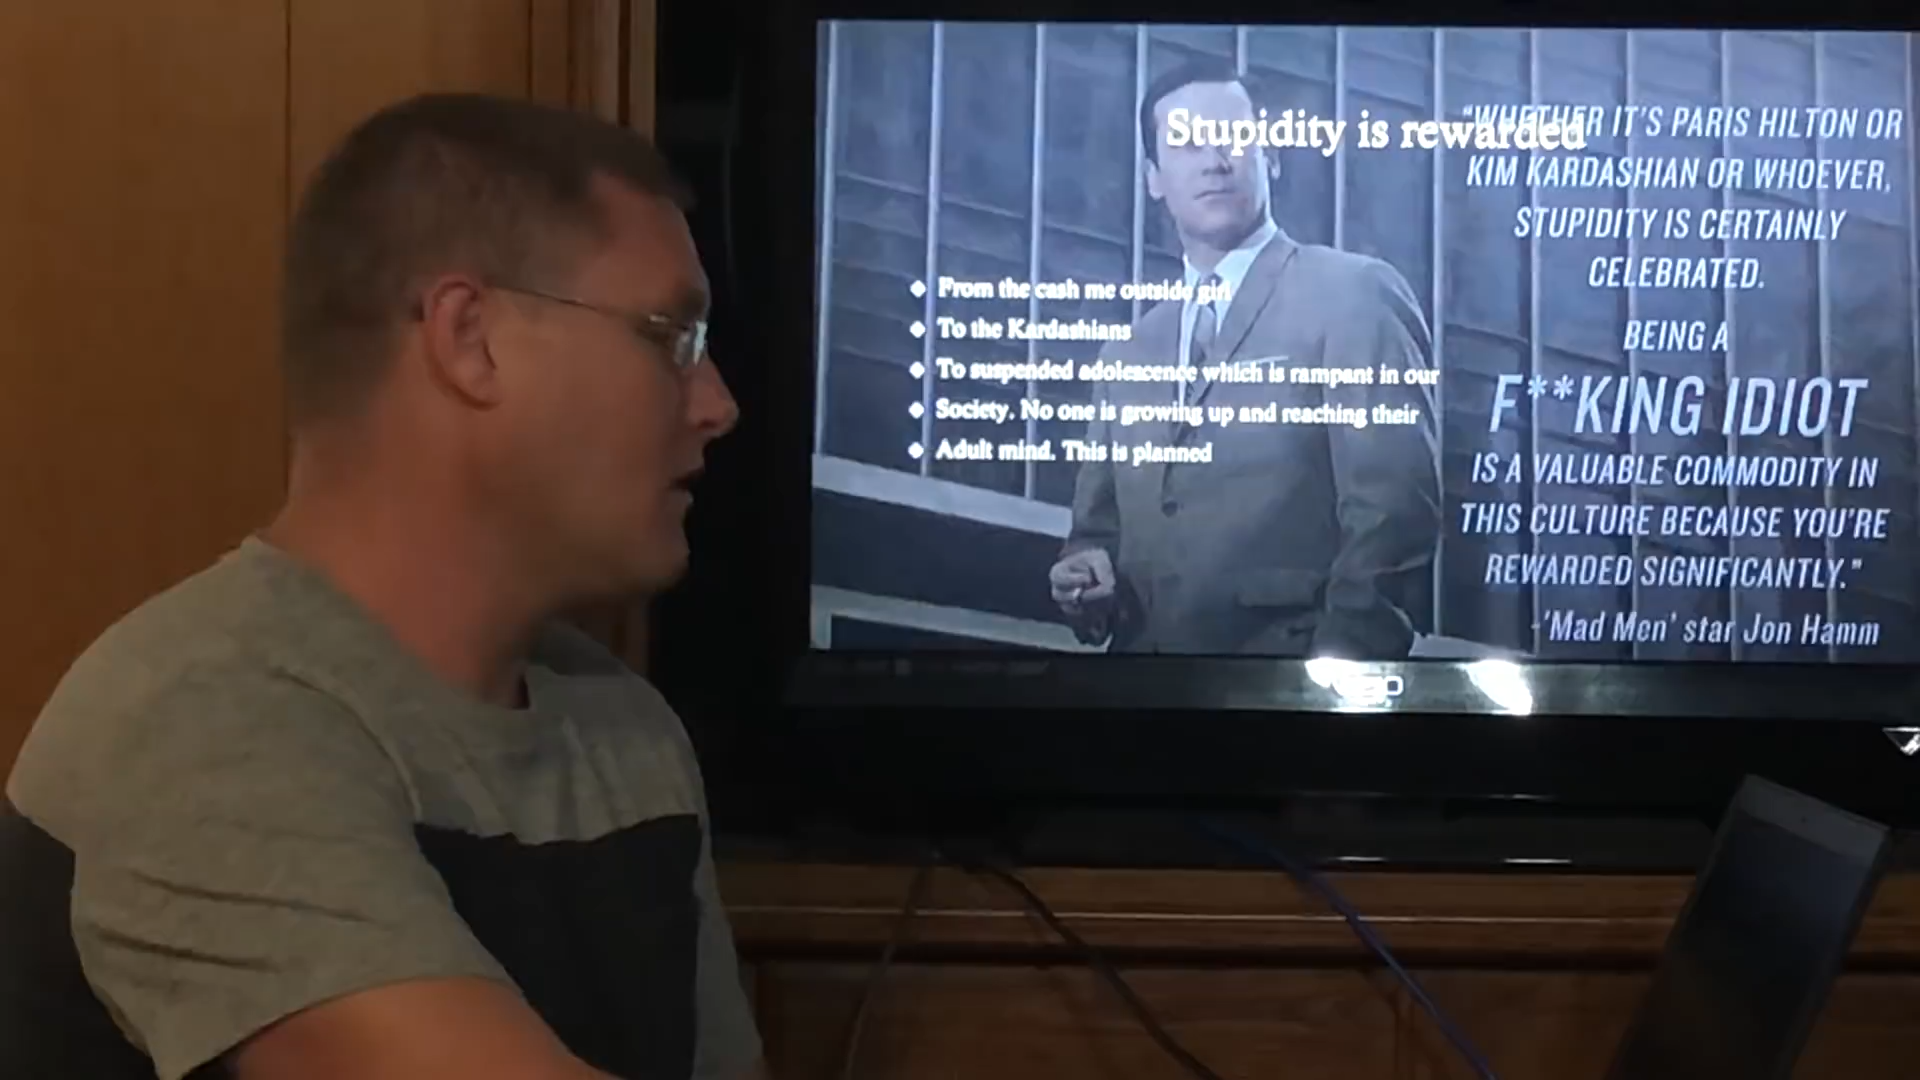 Stupidity is rewarded
From the cash me outside girl
To the Kardashians
To suspended adolescence which is rampant in our
Society. No one is growing up and reaching their
Adult mind. This is planned
"WHETHER IT'S PARIS HILTON OR
KIM KARDASHIAN OR WHOEVER,
STUPIDITY IS CERTAINLY
CELEBRATED.
BEING A
F**KING IDIOT
IS A VALUABLE COMMODITY IN
THIS CULTURE BECAUSE YOU'RE
REWARDED SIGNIFICANTLY."
-'Mad Men' star Jon Hamm